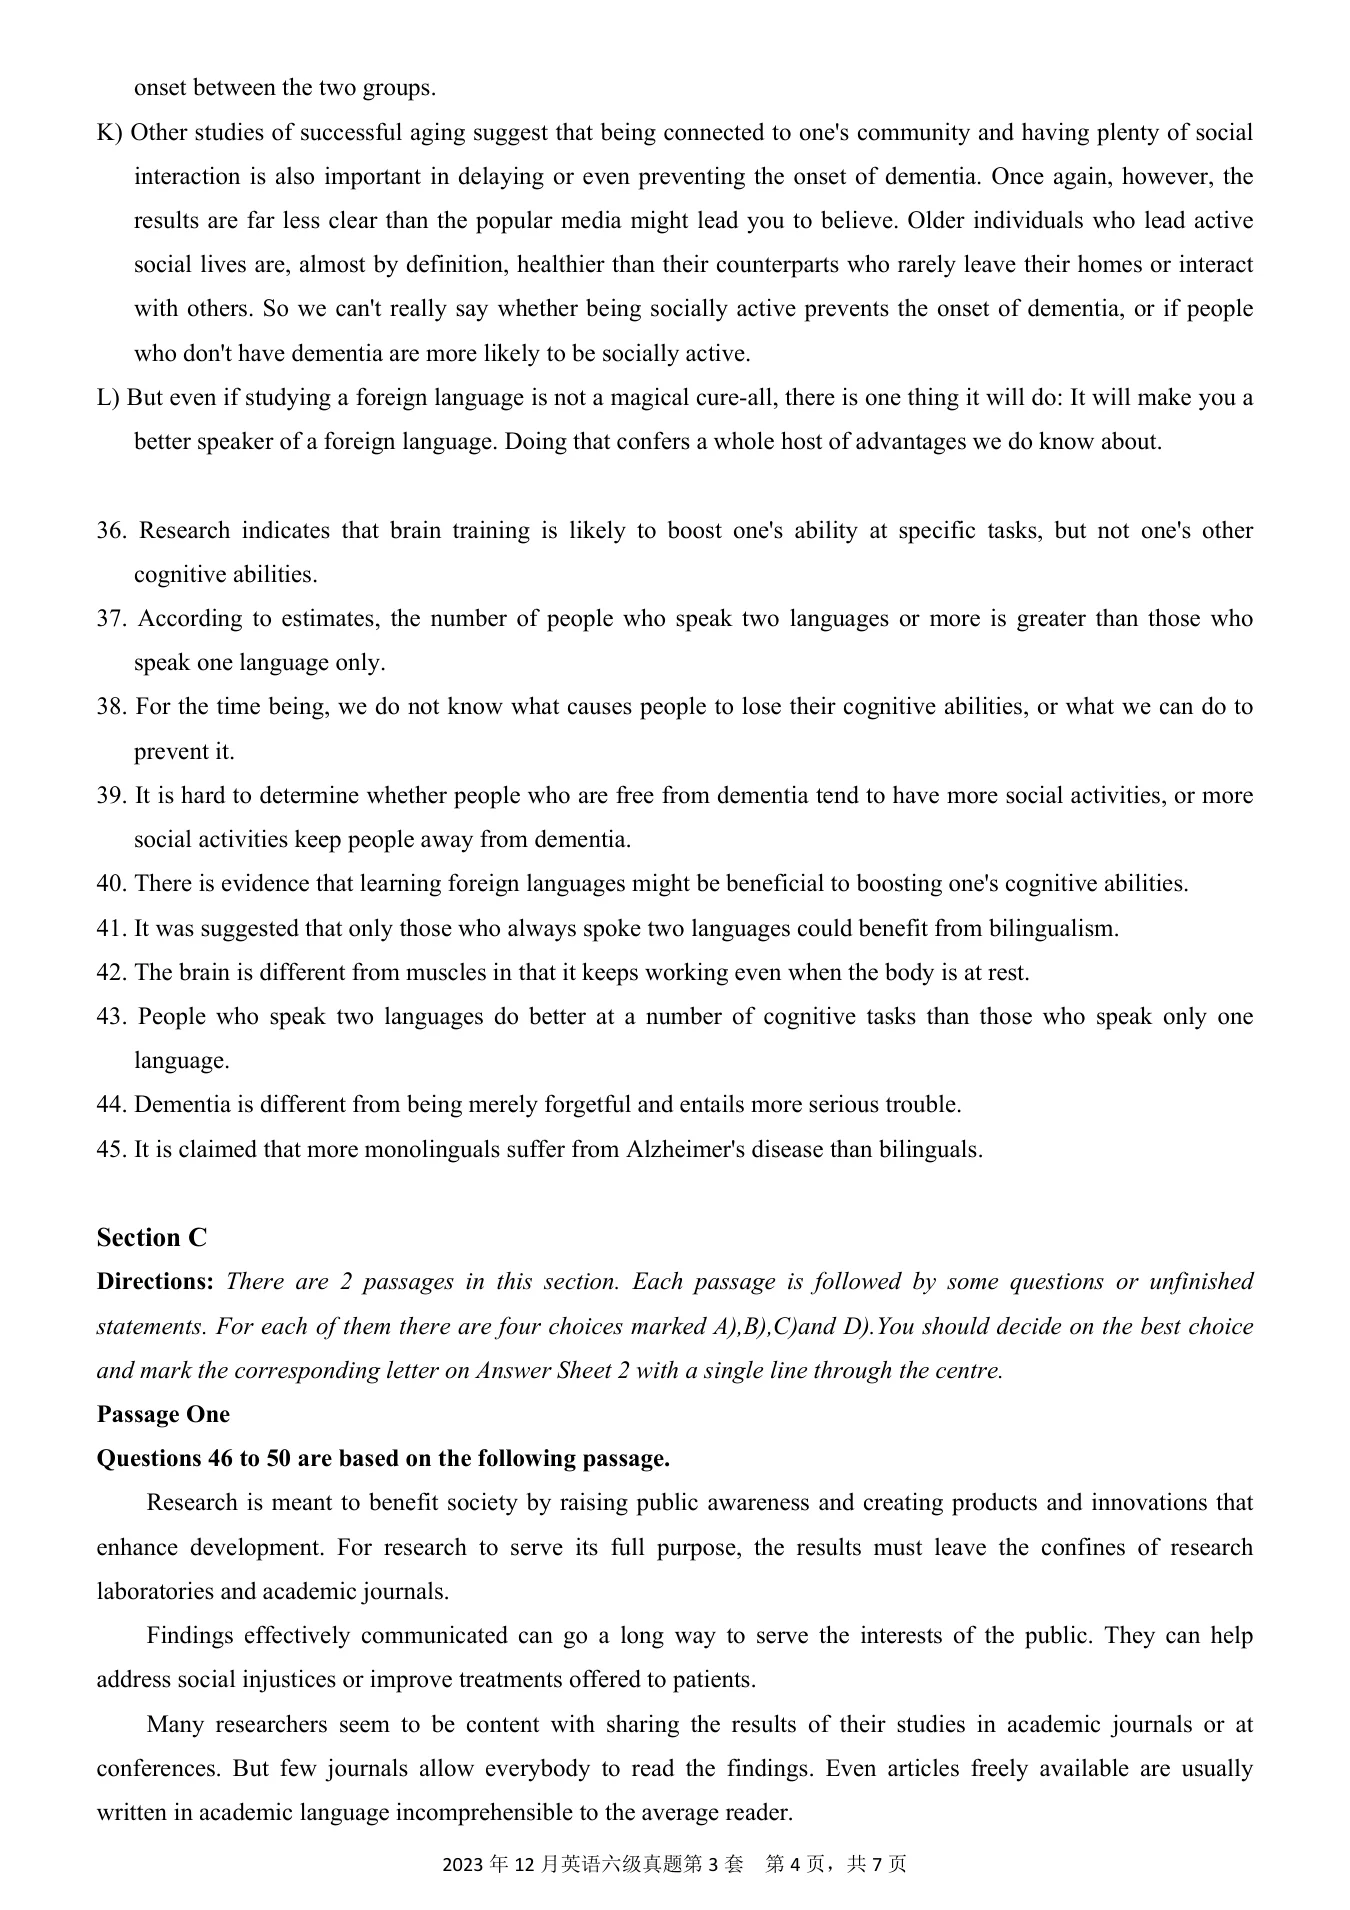 onset between the two groups.
K) Other studies of successful aging suggest that being connected to one's community and having plenty of social
interaction is also important in delaying or even preventing the onset of dementia. Once again, however, the
results are far less clear than the popular media might lead you to believe. Older individuals who lead active
social lives are, almost by definition, healthier than their counterparts who rarely leave their homes or interact
with others. So we can't really say whether being socially active prevents the onset of dementia, or if people
who don't have dementia are more likely to be socially active.
L) But even if studying a foreign language is not a magical cure-all, there is one thing it will do: It will make you a
better speaker of a foreign language. Doing that confers a whole host of advantages we do know about.
36. Research indicates that brain training is likely to boost one's ability at specific tasks, but not one's other
cognitive abilities.
37. According to estimates, the number of people who speak two languages or more is greater than those who
speak one language only.
38. For the time being, we do not know what causes people to lose their cognitive abilities, or what we can do to
prevent it.
39. It is hard to determine whether people who are free from dementia tend to have more social activities, or more
social activities keep people away from dementia.
40. There is evidence that learning foreign languages might be beneficial to boosting one's cognitive abilities.
41. It was suggested that only those who always spoke two languages could benefit from bilingualism.
42. The brain is different from muscles in that it keeps working even when the body is at rest.
43. People who speak two languages do better at a number of cognitive tasks than those who speak only one
language.
44. Dementia is different from being merely forgetful and entails more serious trouble.
45. It is claimed that more monolinguals suffer from Alzheimer's disease than bilinguals.
Section C
Directions: There are 2 passages in this section. Each passage is followed by some questions or unfinished
statements. For each of them there are four choices marked A),B),C)and D).You should decide on the best choice
and mark the corresponding letter on Answer Sheet 2 with a single line through the centre.
Passage One
Questions 46 to 50 are based on the following passage.
Research is meant to benefit society by raising public awareness and creating products and innovations that
enhance development. For research to serve its full purpose, the results must leave the confines of research
laboratories and academic journals.
Findings effectively communicated can go a long way to serve the interests of the public. They can help
address social injustices or improve treatments offered to patients.
Many researchers seem to be content with sharing the results of their studies in academic journals or at
conferences. But few journals allow everybody to read the findings. Even articles freely available are usually
written in academic language incomprehensible to the average reader.
2023 年 12 月英语六级真题第 3 套 第 4 页，共 7 页